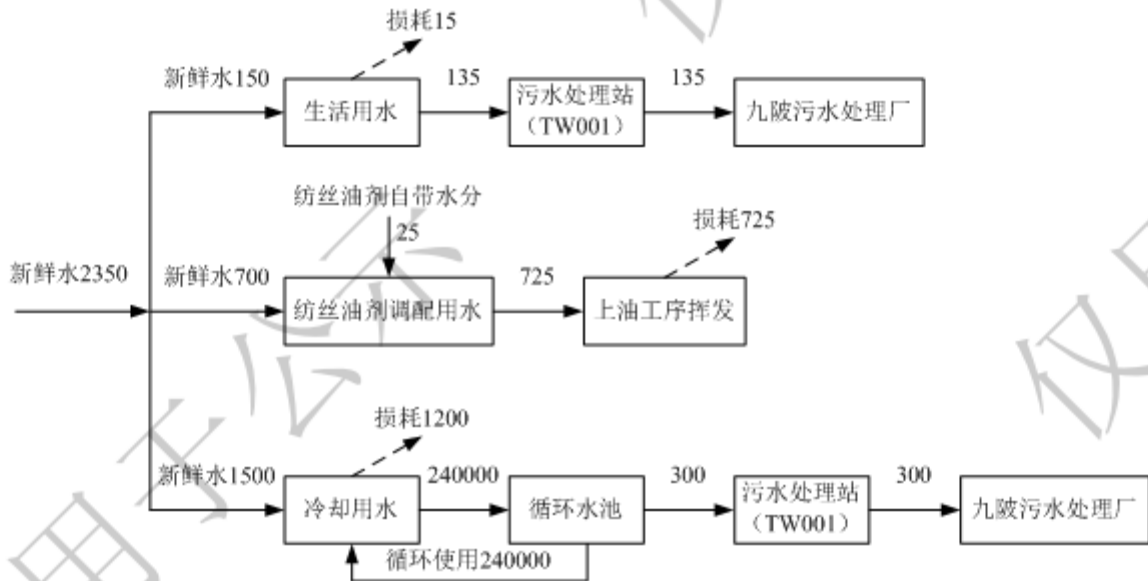 损耗15
新鲜水150
生活用水
135
污水处理站
（TW001）
135
九陂污水处理厂
纺丝油剂自带水分
25
损耗725
新鲜水2350
新鲜水700
纺丝油剂调配用水
725
上油工序挥发
损耗1200
新鲜水1500
冷却用水
240000
循环水池
300
污水处理站
（TW001）
300
九陂污水处理厂
循环使用240000
用于公示
仅